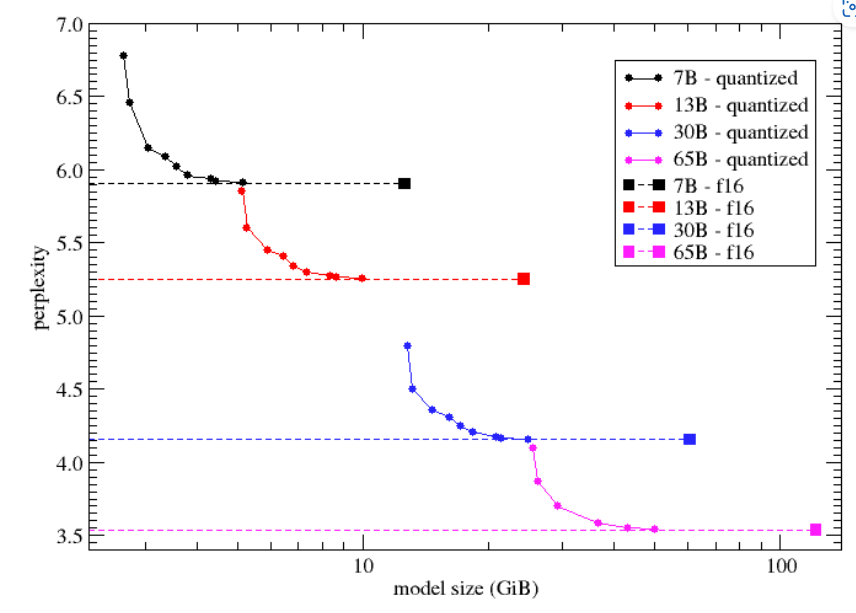 7.0
6.5
6.0
5.5
5.0
4.5
4.0
3.5
perplexity
10
100
model size (GiB)
7B - quantized
13B - quantized
30B - quantized
65B - quantized
7B - f16
13B - f16
30B - f16
65B - f16